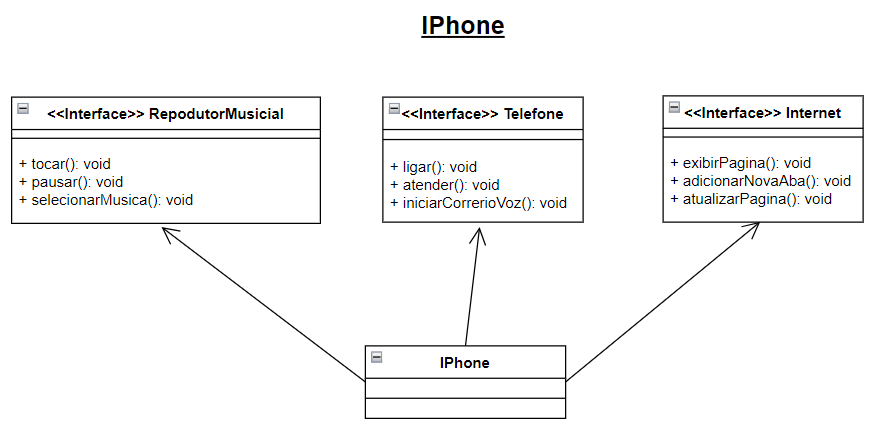 IPhone
<<Interface>> RepodutorMusicial
+ tocar(): void
+ pausar(): void
+ selecionarMusica(): void
<<Interface>> Telefone
+ ligar(): void
+ atender(): void
+ iniciarCorrerioVoz(): void
<<Interface>> Internet
+ exibirPagina(): void
+ adicionarNovaAba(): void
+ atualizarPagina(): void
IPhone